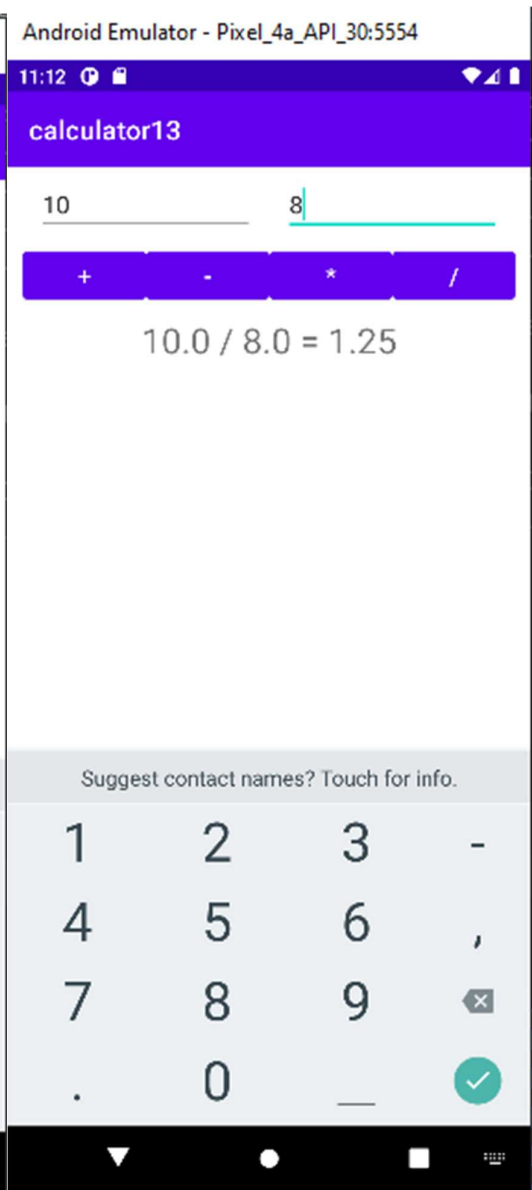 Android Emulator - Pixel_4a_API_30:5554
11:12
calculator13
10 8
+ - * /
10.0 / 8.0 = 1.25
Suggest contact names? Touch for info.
1 2 3 -
4 5 6 ,
7 8 9
. 0 _